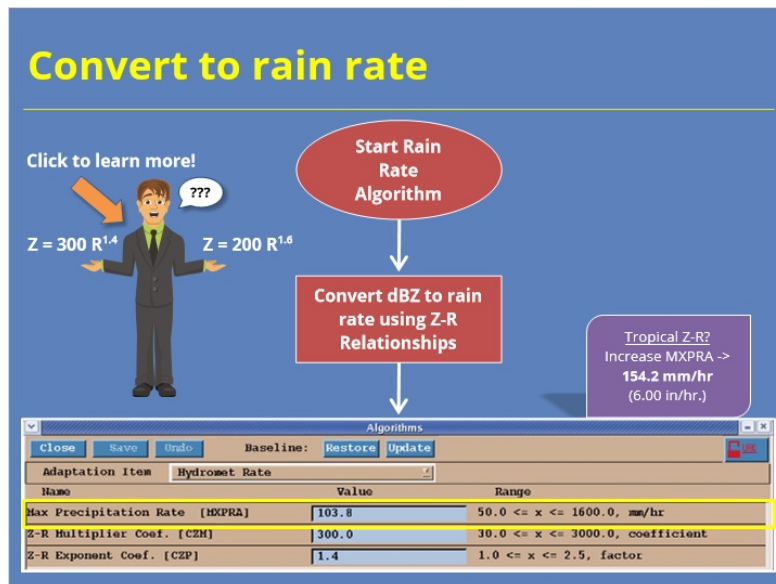 Convert to rain rate
Click to learn more!
???
Z = 300 R^1.4
Z = 200 R^1.6
Start Rain
Rate
Algorithm
Convert dBZ to rain
rate using Z-R
Relationships
Tropical Z-R?
Increase MXPRA ->
154.2 mm/hr
(6.00 in/hr.)
Algorithms
Close Save Undo Baseline: Restore Update
Adaptation Item Hydromet Rate
Name Value Range
Max Precipitation Rate [MXPRA] 103.8 50.0 <= x <= 1600.0, mm/hr
Z-R Multiplier Coef. [CZM] 300.0 30.0 <= x <= 3000.0, coefficient
Z-R Exponent Coef. [CZP] 1.4 1.0 <= x <= 2.5, factor